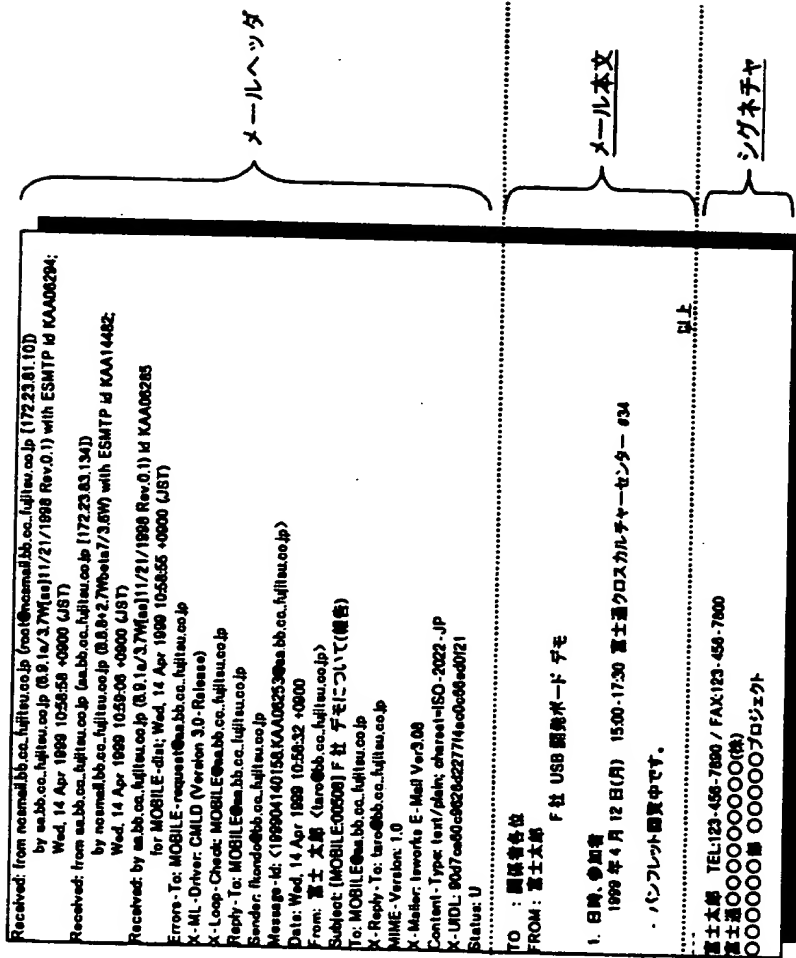 Received: from ncsmail.bb.cc.fujitsu.co.jp (root@ncsmail.bb.cc.fujitsu.co.jp [172.23.81.10])
by aa.bb.cc.fujitsu.co.jp (8.9.1a/3.7W[aa]11/21/1998 Rev.0.1) with ESMTP id KAA06294;
Wed, 14 Apr 1999 10:58:58 +0900 (JST)
Received: from aa.bb.cc.fujitsu.co.jp (aa.bb.cc.fujitsu.co.jp [172.23.83.134])
by ncsmail.bb.cc.fujitsu.co.jp (8.8.8+2.7Wbeta7/3.6W) with ESMTP id KAA14482;
Wed, 14 Apr 1999 10:59:06 +0900 (JST)
Received: by aa.bb.cc.fujitsu.co.jp (8.9.1a/3.7W[aa]11/21/1998 Rev.0.1) id KAA06285
for MOBILE-dist; Wed, 14 Apr 1999 10:58:55 +0900 (JST)
Errors-To: MOBILE-request@aa.bb.cc.fujitsu.co.jp
X-ML-Driver: CMLD (Version 3.0-Release)
X-Loop-Check: MOBILE@aa.bb.cc.fujitsu.co.jp
Reply-To: MOBILE@aa.bb.cc.fujitsu.co.jp
Sender: fkondo@bb.cc.fujitsu.co.jp
Message-Id: <199904140158.KAA06253@aa.bb.cc.fujitsu.co.jp>
Date: Wed, 14 Apr 1999 10:58:32 +0900
From: 富士 太郎 <taro@bb.cc.fujitsu.co.jp>
Subject: [MOBILE:00508] F 社 デモについて(報告)
To: MOBILE@aa.bb.cc.fujitsu.co.jp
X-Reply-To: taro@bb.cc.fujitsu.co.jp
MIME-Version: 1.0
X-Mailer: Teworks E-Mail Ver3.08
Content-Type: text/plain; charset=ISO-2022-JP
X-UIDL: 90d7ca60c9626d2277f4ac0c66ed0f21
Status: U
メールヘッダ
TO : 関係者各位
FROM : 富士太郎
F 社 USB 開発ボード デモ
1. 日時、参加者
1999 年 4 月 12 日(月) 15:00-17:30 富士通クロスカルチャーセンター #34
・パンフレット回覧中です。
以上
メール本文
富士太郎 TEL:123-456-7890 / FAX:123-456-7800
富士通○○○○○○○○○○(株)
○○○○○○部 ○○○○○プロジェクト
シグネチャ